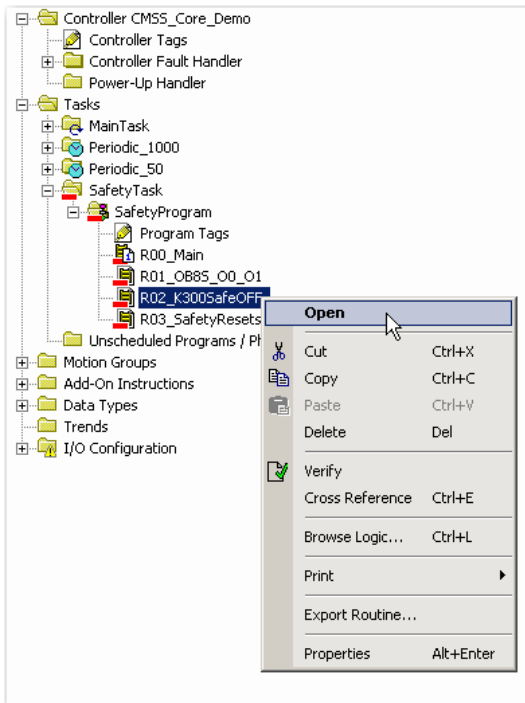 Controller CMSS_Core_Demo
Controller Tags
Controller Fault Handler
Power-Up Handler
Tasks
MainTask
Periodic_1000
Periodic_50
SafetyTask
SafetyProgram
Program Tags
R00_Main
R01_OB8S_O0_O1
R02_K300SafeOFF
R03_SafetyResets
Unscheduled Programs / Ph
Motion Groups
Add-On Instructions
Data Types
Trends
I/O Configuration
Open
Cut Ctrl+X
Copy Ctrl+C
Paste Ctrl+V
Delete Del
Verify
Cross Reference Ctrl+E
Browse Logic... Ctrl+L
Print
Export Routine...
Properties Alt+Enter